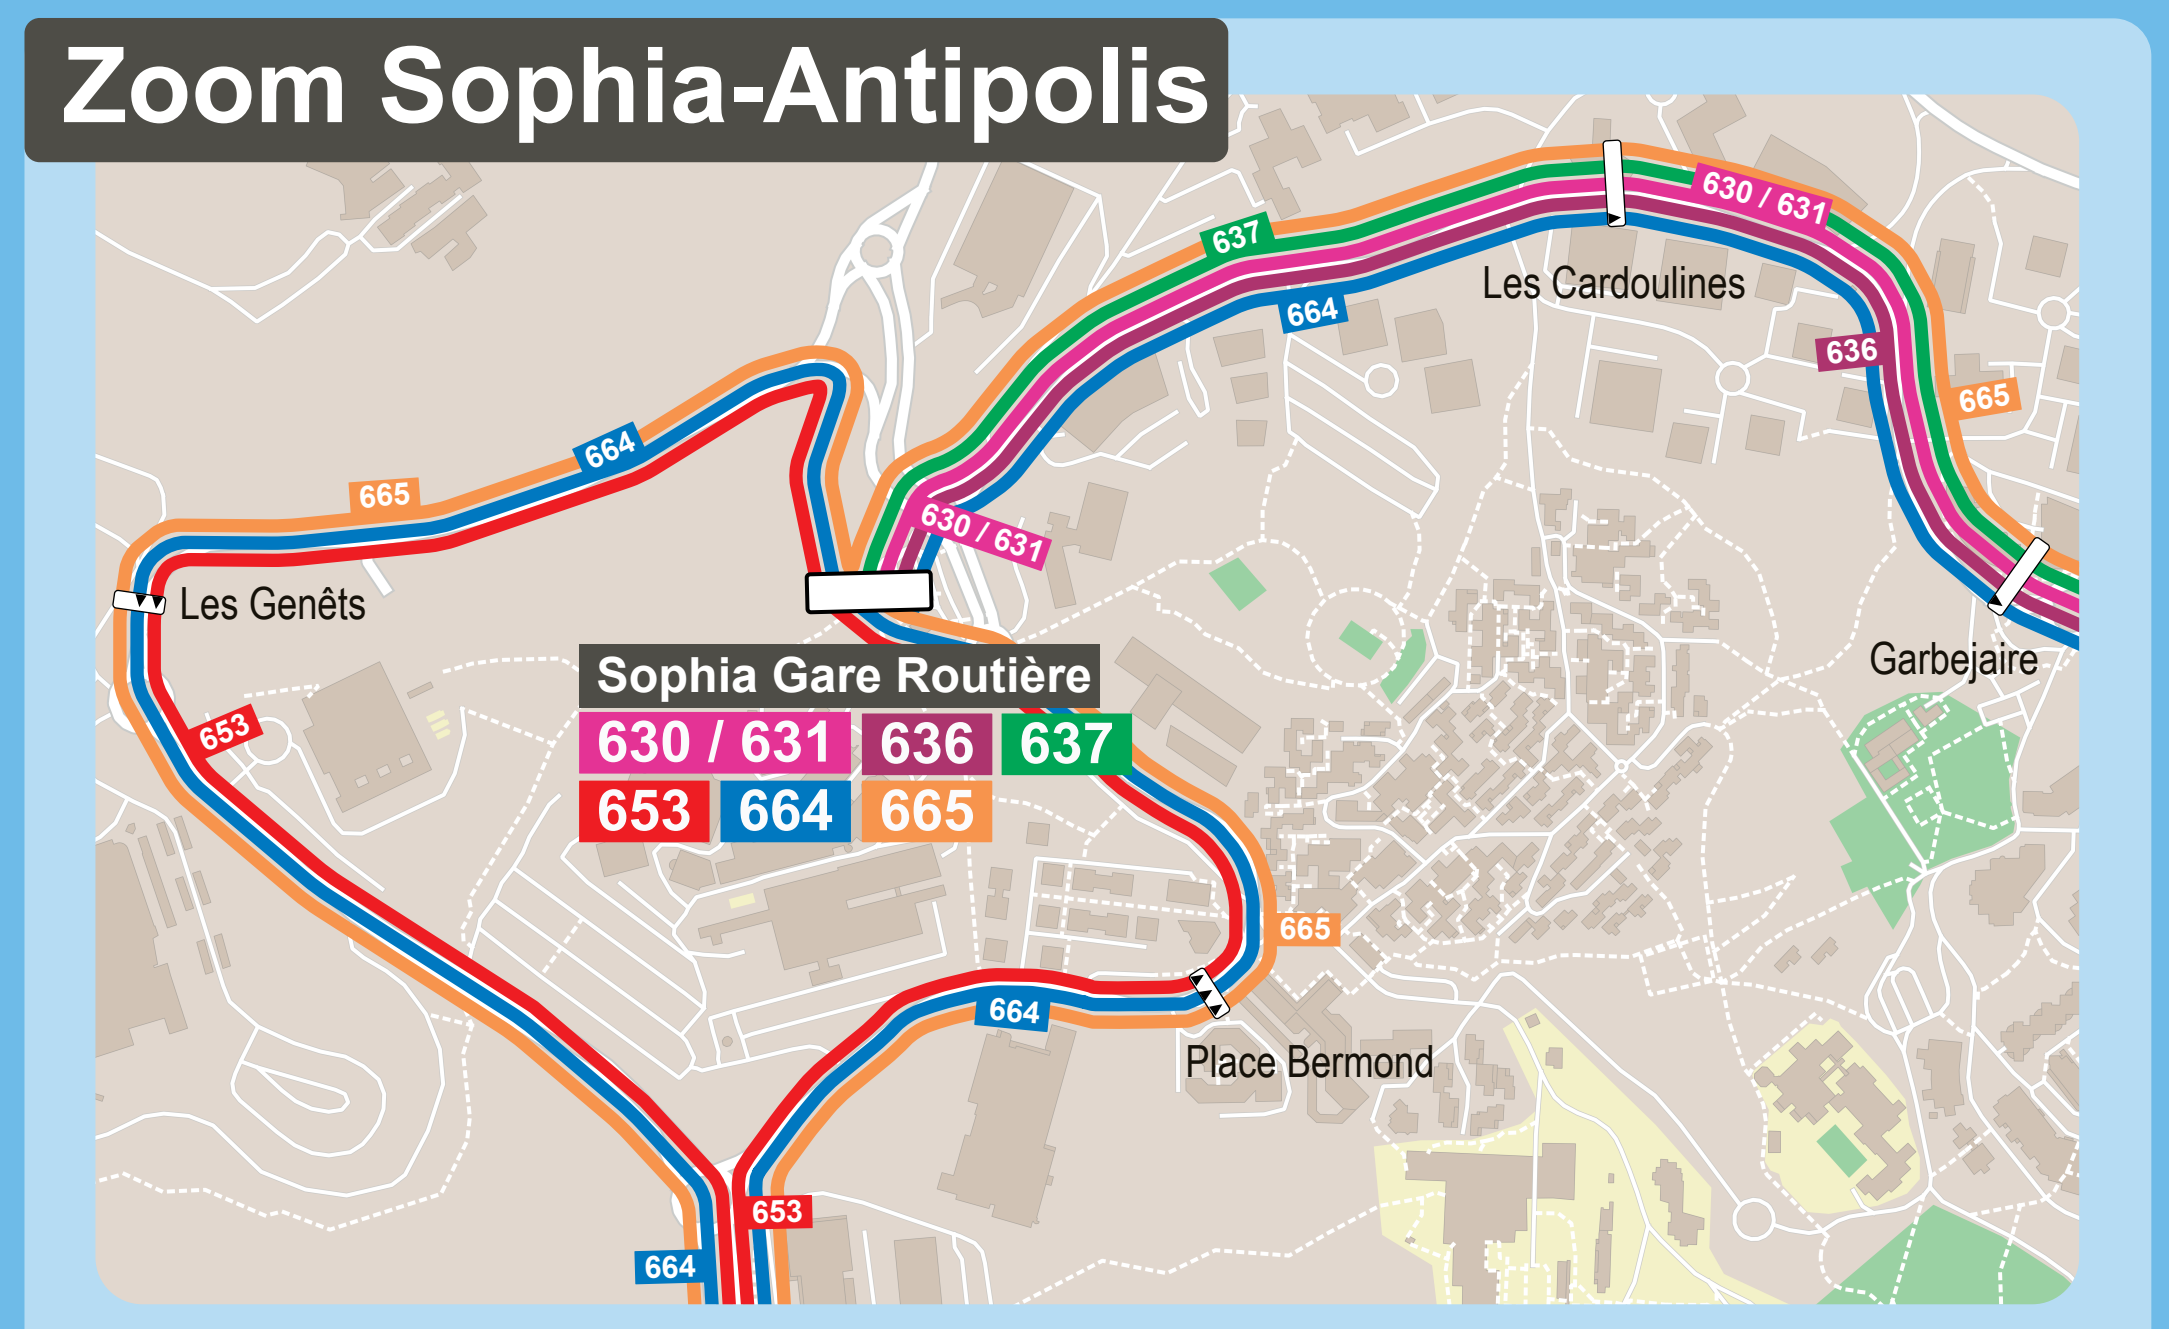 Zoom Sophia-Antipolis
630 / 631
637
664
Les Cardoulines
636
665
664
665
630 / 631
Les Genêts
Garbejaire
Sophia Gare Routière
653
630 / 631 636 637
653 664 665
665
664
Place Bermond
653
664